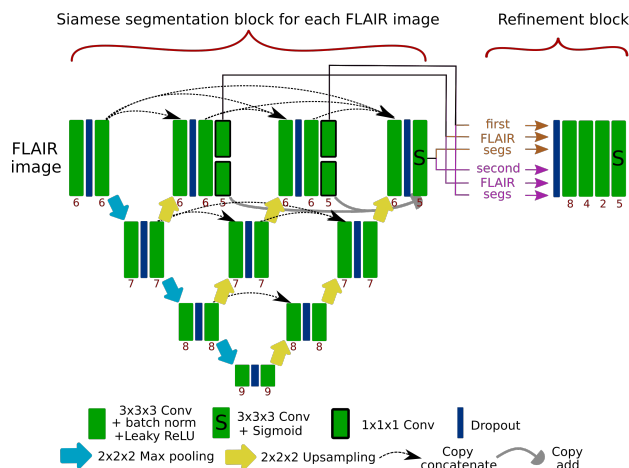 Siamese segmentation block for each FLAIR image
Refinement block
FLAIR
image
S
first
FLAIR
segs
second
FLAIR
segs
S
6 6 6 6 5 6 6 5 6 5
8 4 2 5
7 7 7 7 7 7
8 8 8 8
9 9
3x3x3 Conv
+ batch norm
+Leaky ReLU
S
3x3x3 Conv
+ Sigmoid
1x1x1 Conv
Dropout
2x2x2 Max pooling
2x2x2 Upsampling
Copy
concatenate
Copy
add